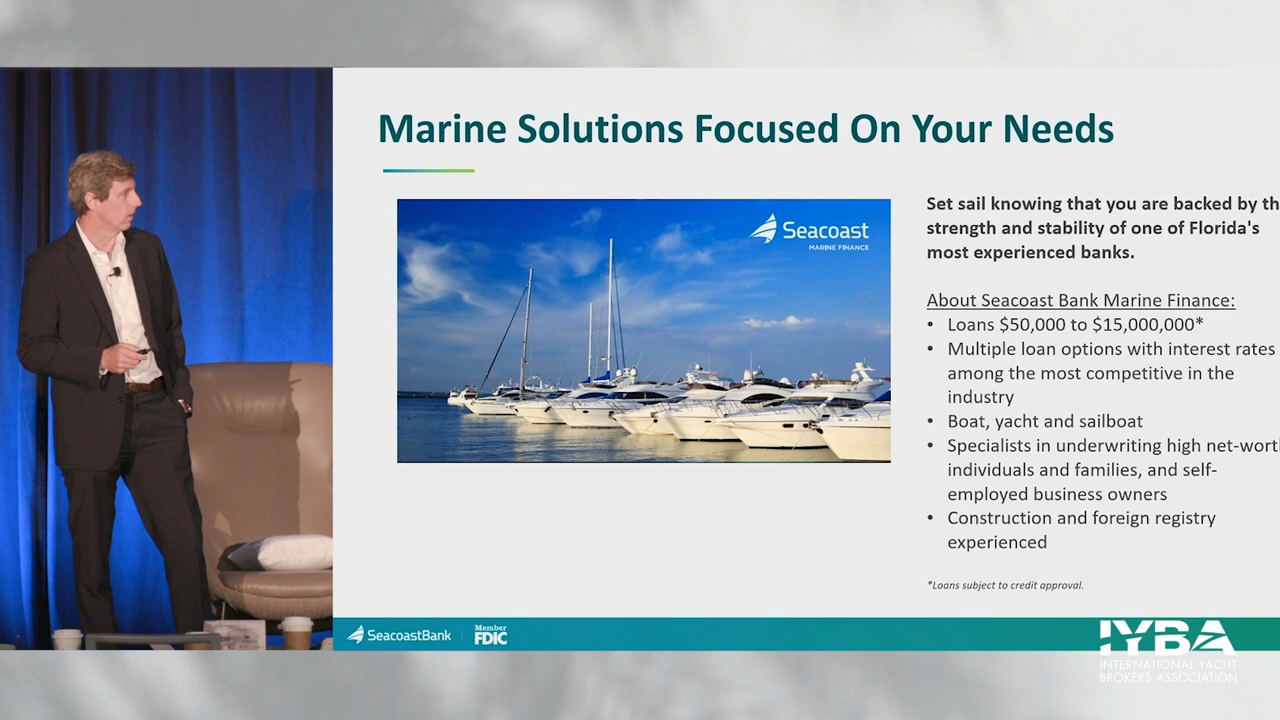 Marine Solutions Focused On Your Needs
Seacoast
MARINE FINANCE
Set sail knowing that you are backed by th
strength and stability of one of Florida's
most experienced banks.
About Seacoast Bank Marine Finance:
• Loans $50,000 to $15,000,000*
• Multiple loan options with interest rates
among the most competitive in the
industry
• Boat, yacht and sailboat
• Specialists in underwriting high net-wort
individuals and families, and self-
employed business owners
• Construction and foreign registry
experienced
*Loans subject to credit approval.
SeacoastBank
Member
FDIC
IYBA
INTERNATIONAL YACHT
BROKERS ASSOCIATION